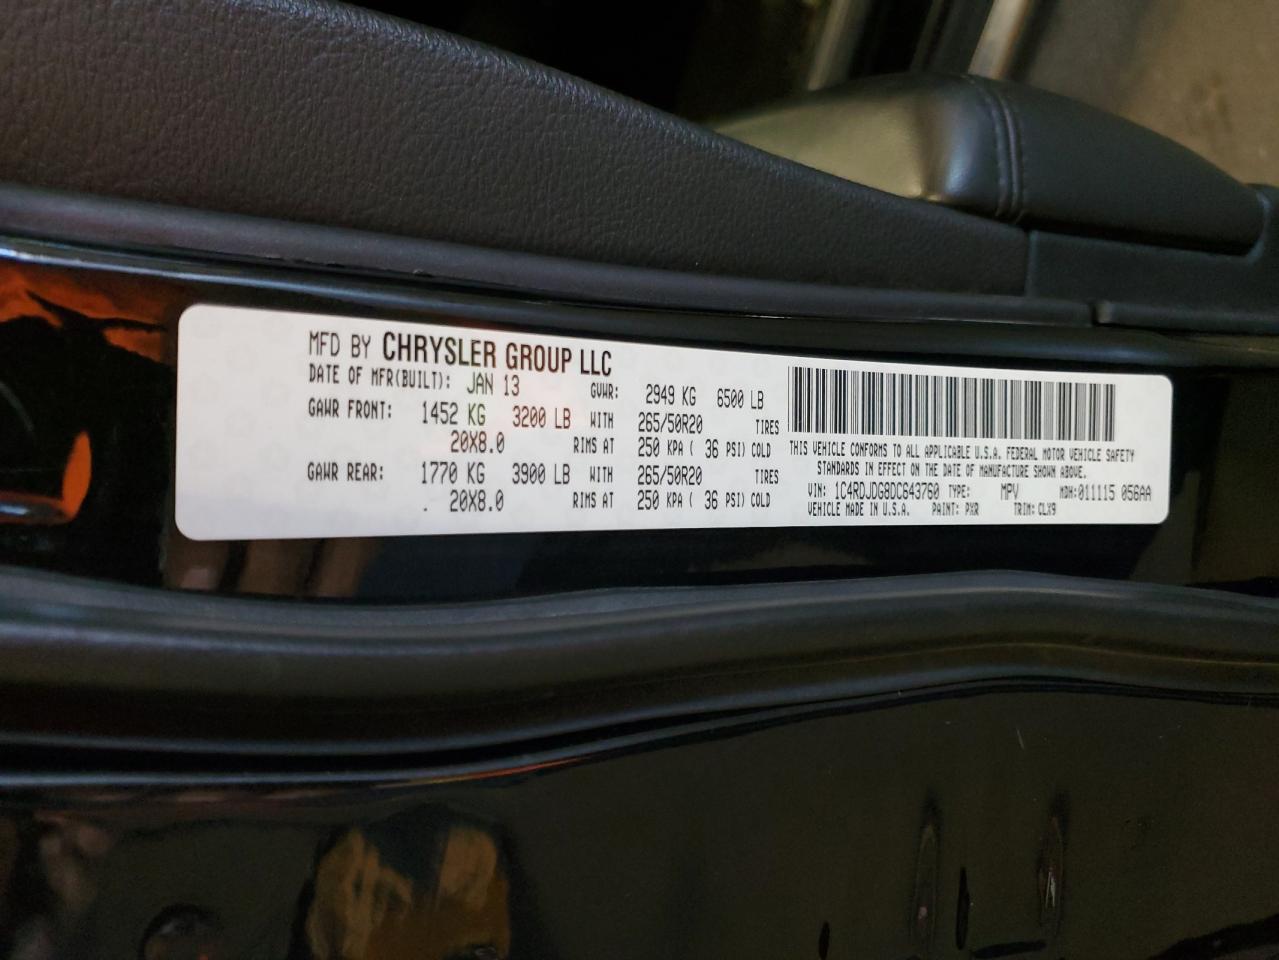 MFD BY CHRYSLER GROUP LLC
DATE OF MFR(BUILT): JAN 13 GVWR: 2949 KG 6500 LB
GAWR FRONT: 1452 KG 3200 LB WITH 265/50R20 TIRES
20X8.0 RIMS AT 250 KPA ( 36 PSI) COLD
GAWR REAR: 1770 KG 3900 LB WITH 265/50R20 TIRES
. 20X8.0 RIMS AT 250 KPA ( 36 PSI) COLD
THIS VEHICLE CONFORMS TO ALL APPLICABLE U.S.A. FEDERAL MOTOR VEHICLE SAFETY
STANDARDS IN EFFECT ON THE DATE OF MANUFACTURE SHOWN ABOVE.
VIN: 1C4RDJDG8DC643760 TYPE: MPV MDH:011115 056AA
VEHICLE MADE IN U.S.A. PAINT: PXR TRIM: CLX9